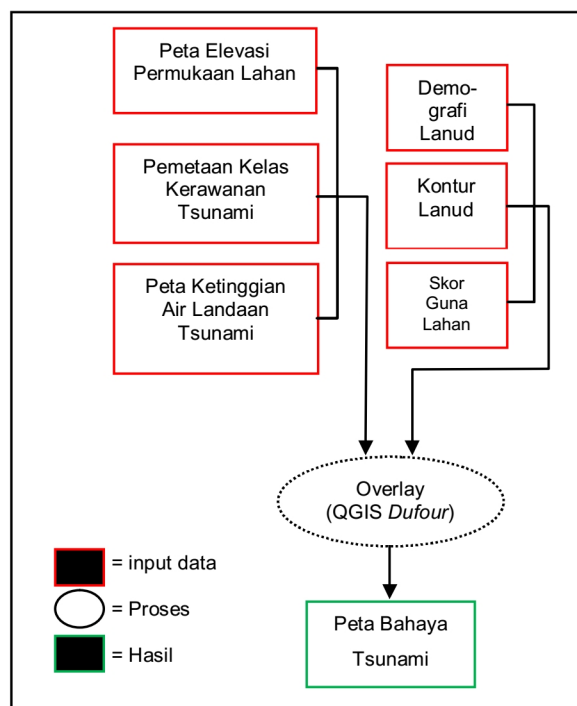 Peta Elevasi
Permukaan Lahan
Pemetaan Kelas
Kerawanan
Tsunami
Peta Ketinggian
Air Landaan
Tsunami
Demo-
grafi
Lanud
Kontur
Lanud
Skor
Guna
Lahan
Overlay
(QGIS Dufour)
Peta Bahaya
Tsunami
= input data
= Proses
= Hasil